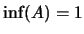 inf(A) = 1